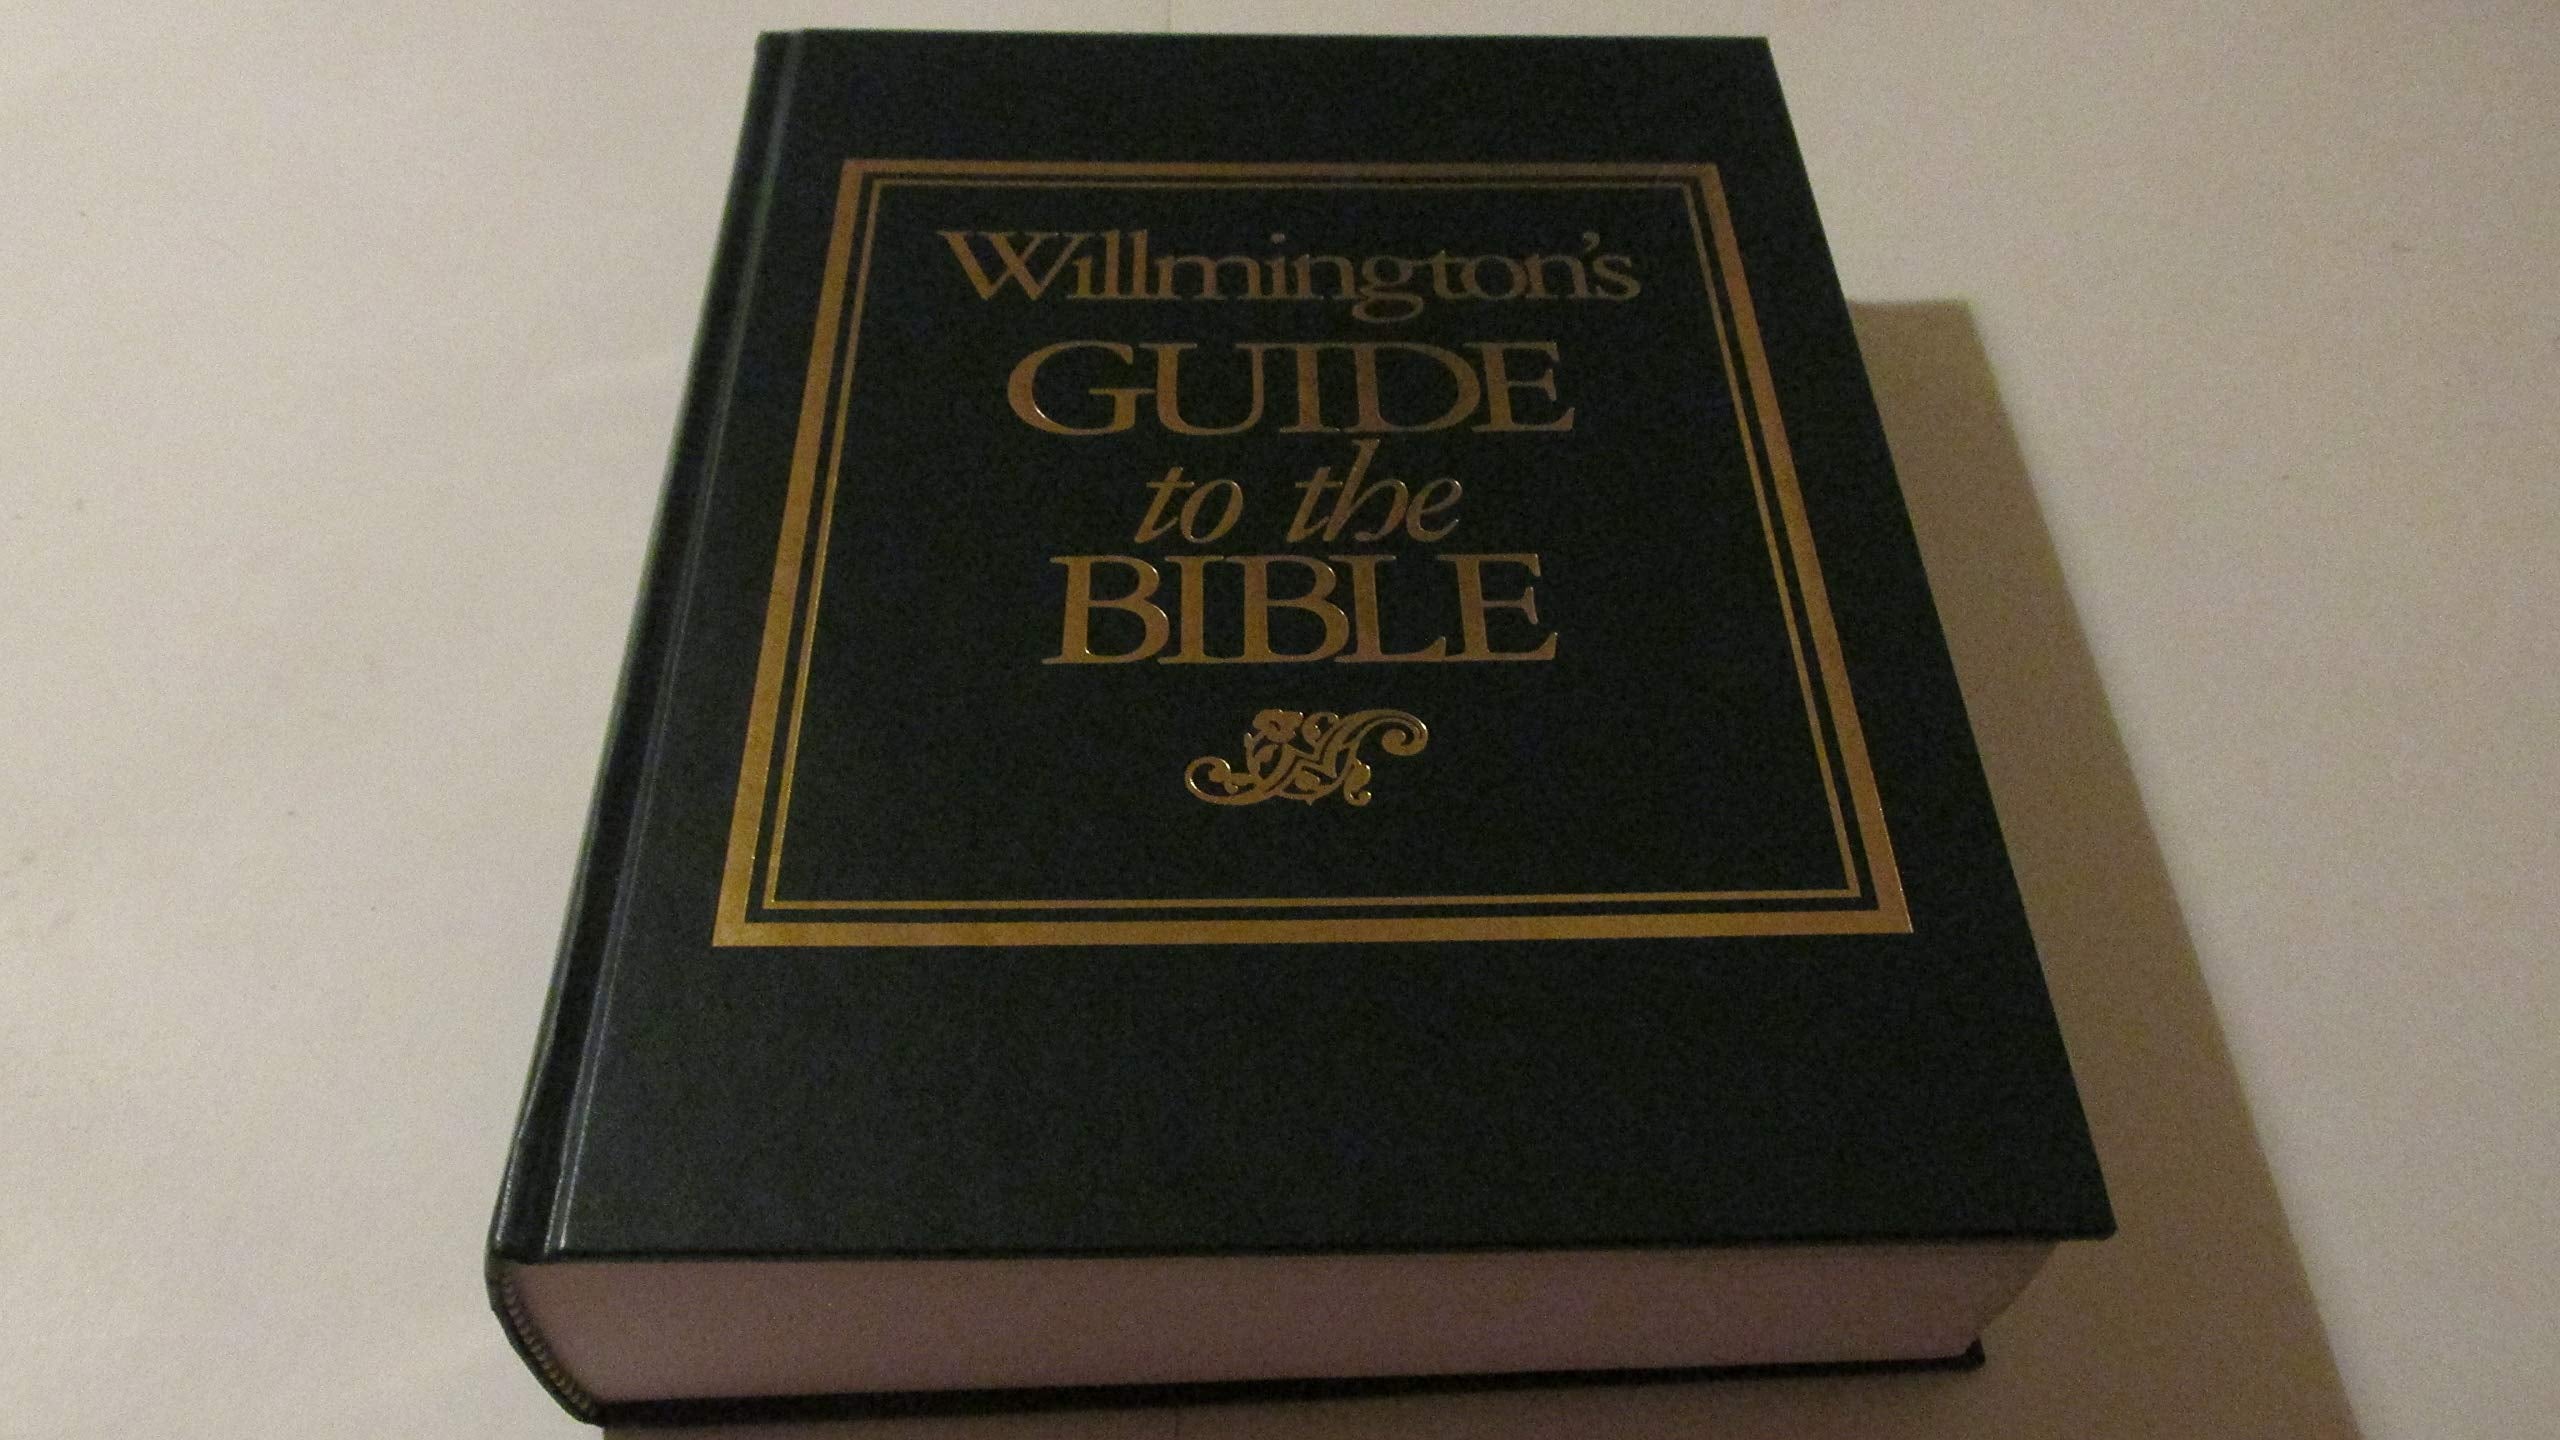 Willmington's
GUIDE
to the
BIBLE